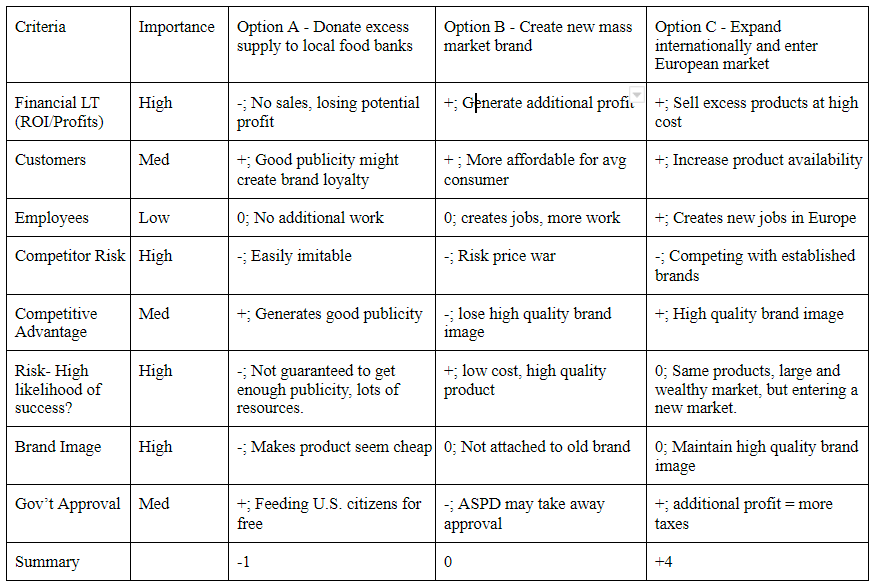 Criteria
Importance
Option A - Donate excess
supply to local food banks
Option B - Create new mass
market brand
Option C - Expand
internationally and enter
European market
Financial LT
(ROI/Profits)
High
-; No sales, losing potential
profit
+; Generate additional profit
+; Sell excess products at high
cost
Customers
Med
+; Good publicity might
create brand loyalty
+ ; More affordable for avg
consumer
+; Increase product availability
Employees
Low
0; No additional work
0; creates jobs, more work
+; Creates new jobs in Europe
Competitor Risk
High
-; Easily imitable
-; Risk price war
-; Competing with established
brands
Competitive
Advantage
Med
+; Generates good publicity
-; lose high quality brand
image
+; High quality brand image
Risk- High
likelihood of
success?
High
-; Not guaranteed to get
enough publicity, lots of
resources.
+; low cost, high quality
product
0; Same products, large and
wealthy market, but entering a
new market.
Brand Image
High
-; Makes product seem cheap
0; Not attached to old brand
0; Maintain high quality brand
image
Gov’t Approval
Med
+; Feeding U.S. citizens for
free
-; ASPD may take away
approval
+; additional profit = more
taxes
Summary
-1
0
+4